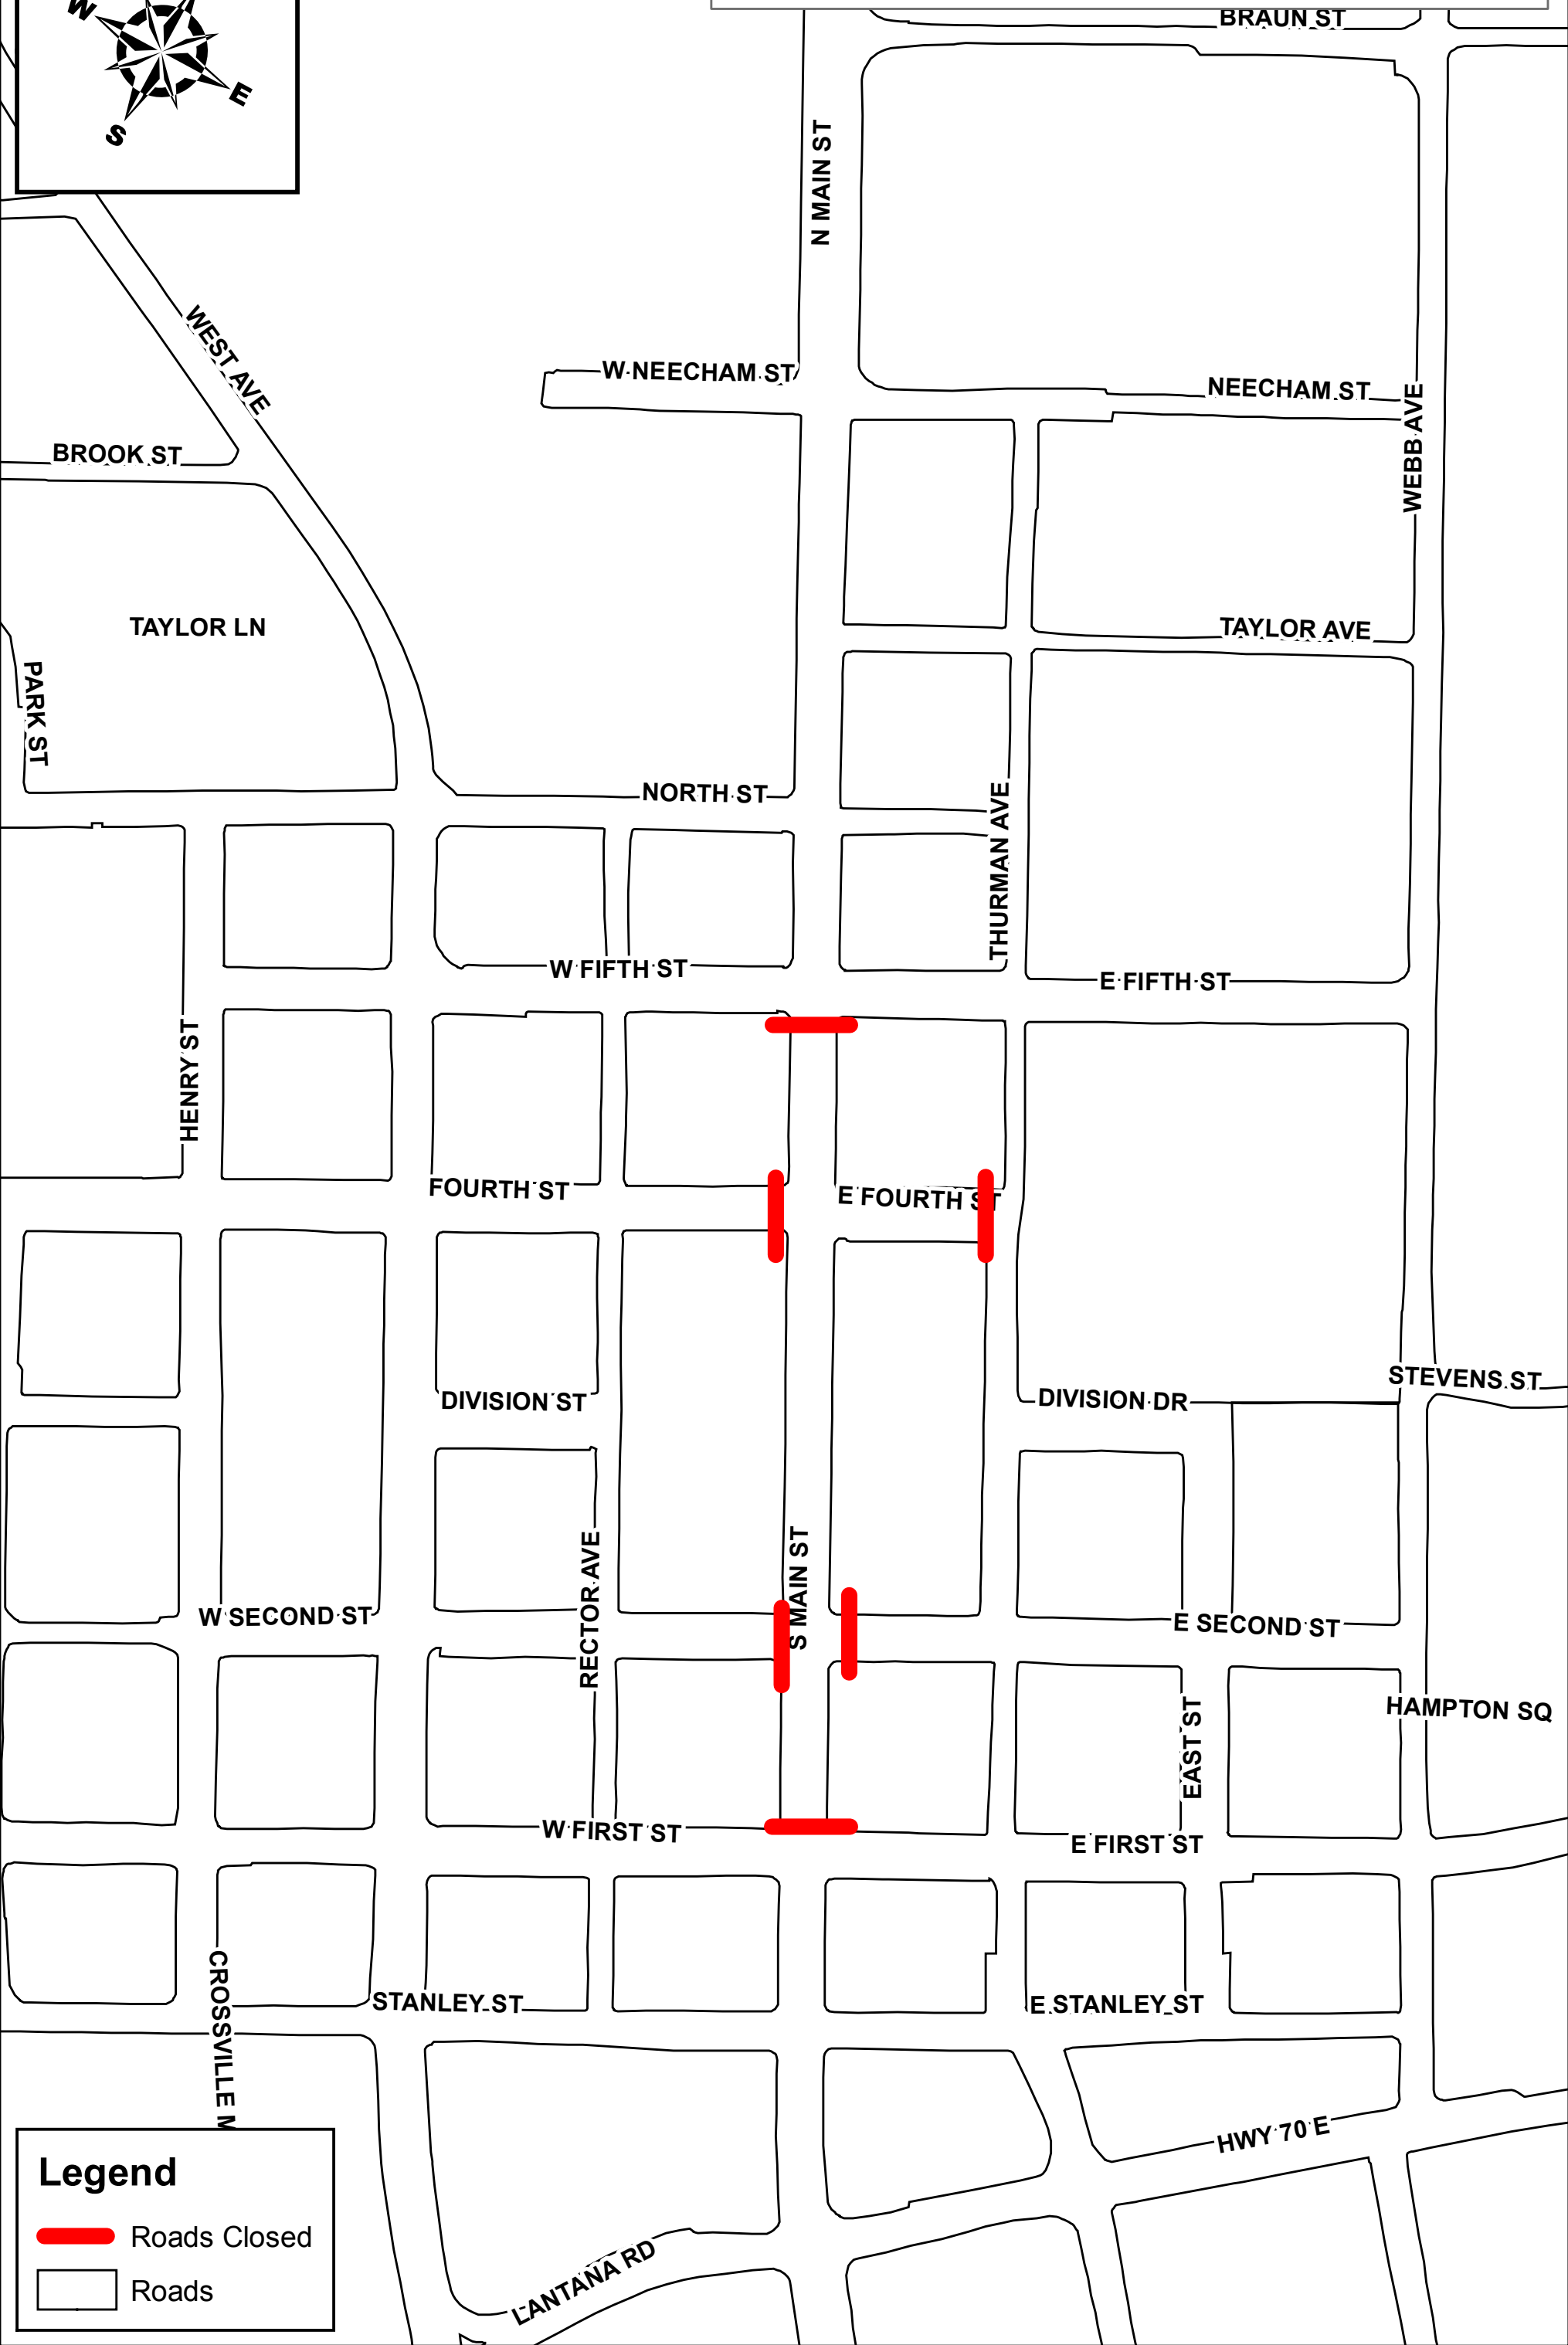 BRAUN ST
W
E
S
N MAIN ST
WEST AVE
W NEECHAM ST
NEECHAM ST
WEBB AVE
BROOK ST
TAYLOR LN
TAYLOR AVE
PARK ST
NORTH ST
THURMAN AVE
W FIFTH ST
E FIFTH ST
HENRY ST
FOURTH ST
E FOURTH ST
STEVENS ST
DIVISION ST
DIVISION DR
RECTOR AVE
S MAIN ST
W SECOND ST
E SECOND ST
HAMPTON SQ
EAST ST
W FIRST ST
E FIRST ST
CROSSVILLE M
STANLEY ST
E STANLEY ST
HWY 70 E
LANTANA RD
Legend
Roads Closed
Roads